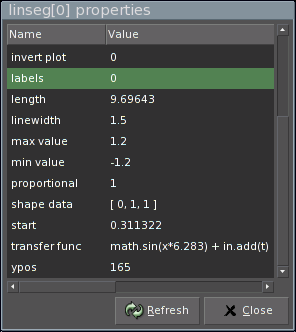 linseg[0] properties
Name Value
invert plot 0
labels 0
length 9.69643
linewidth 1.5
max value 1.2
min value -1.2
proportional 1
shape data [ 0, 1, 1 ]
start 0.311322
transfer func math.sin(x*6.283) + in.add(t)
ypos 165
Refresh Close